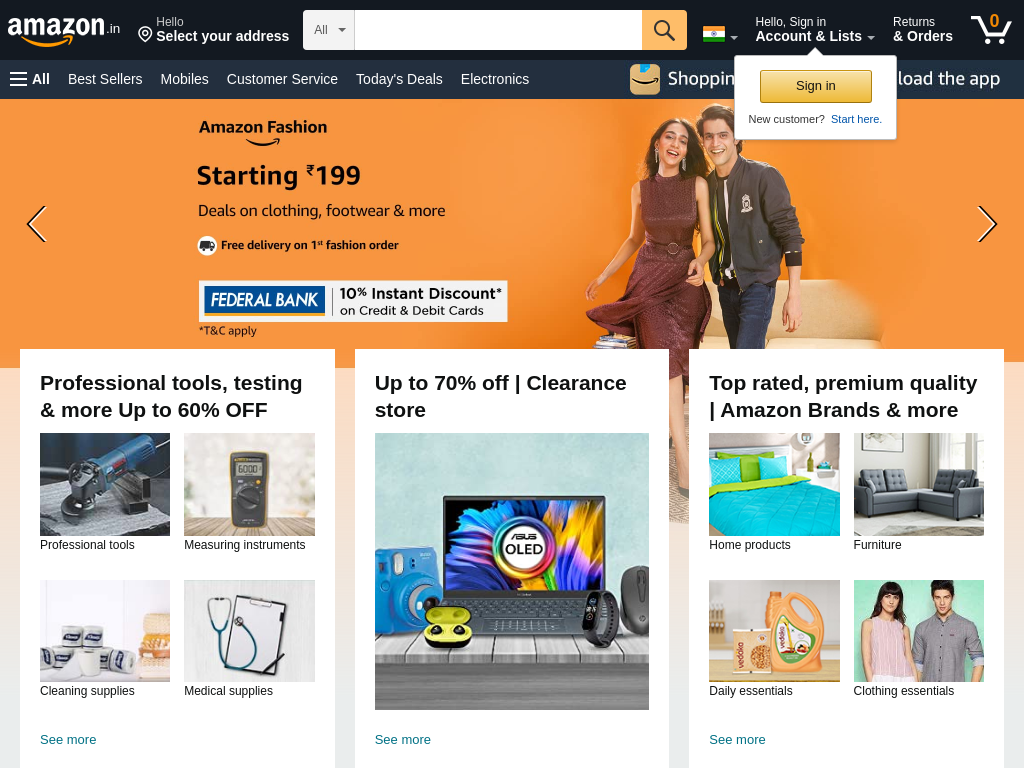 amazon.in
Hello
Select your address
All
Hello, Sign in
Account & Lists
Returns
& Orders
0
All
Best Sellers
Mobiles
Customer Service
Today's Deals
Electronics
Shoppin
load the app
Sign in
New customer? Start here.
Amazon Fashion
Starting ₹199
Deals on clothing, footwear & more
Free delivery on 1st fashion order
FEDERAL BANK
10% Instant Discount*
on Credit & Debit Cards
*T&C apply
Professional tools, testing
& more Up to 60% OFF
Professional tools
Measuring instruments
Cleaning supplies
Medical supplies
See more
Up to 70% off | Clearance
store
ASUS
OLED
See more
Top rated, premium quality
| Amazon Brands & more
Home products
Furniture
vedaka
vedaka
Daily essentials
Clothing essentials
See more